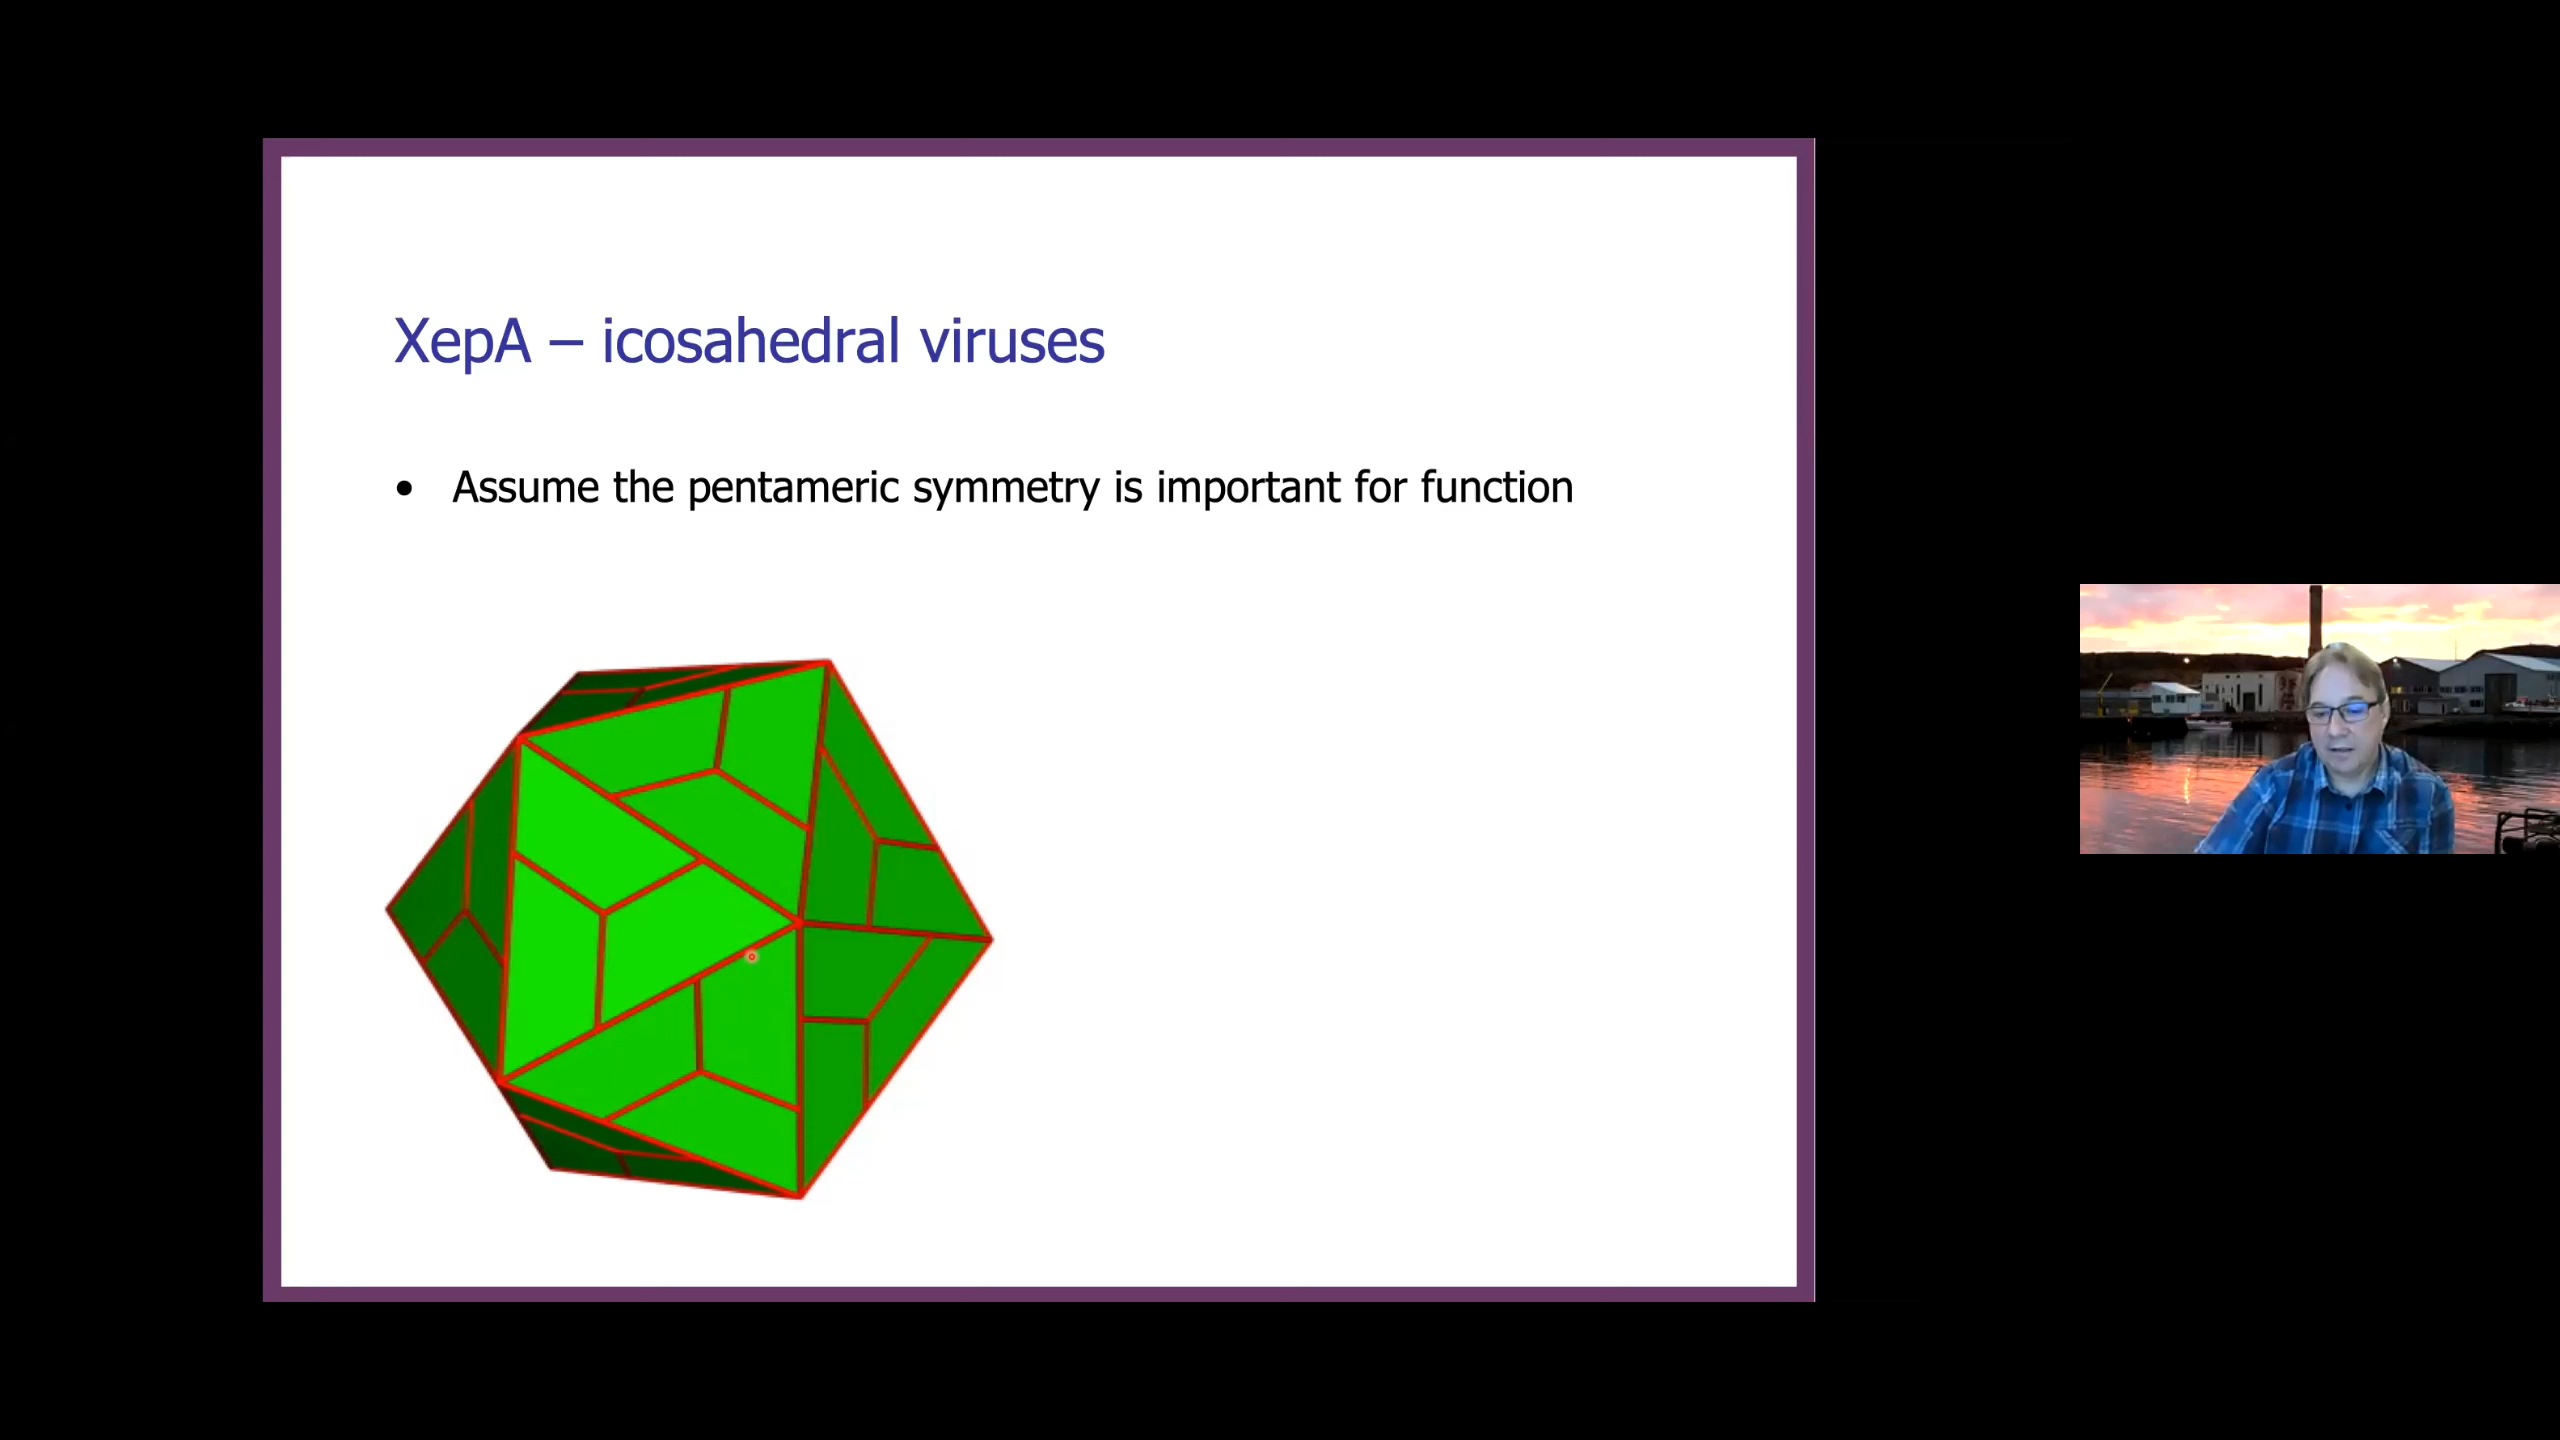 XepA – icosahedral viruses
• Assume the pentameric symmetry is important for function